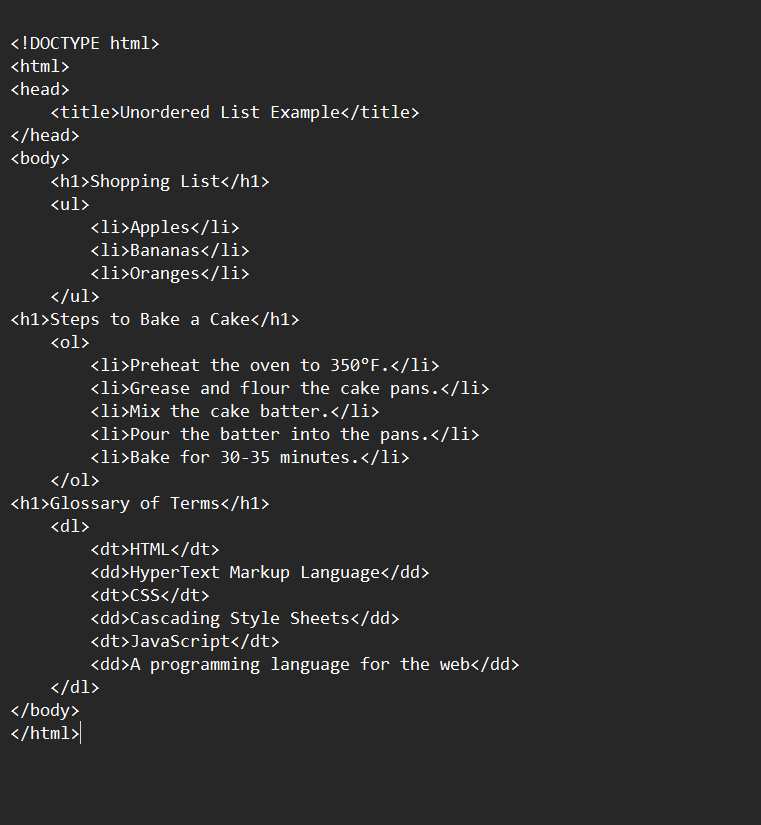 <!DOCTYPE html>
<html>
<head>
    <title>Unordered List Example</title>
</head>
<body>
    <h1>Shopping List</h1>
    <ul>
        <li>Apples</li>
        <li>Bananas</li>
        <li>Oranges</li>
    </ul>
<h1>Steps to Bake a Cake</h1>
    <ol>
        <li>Preheat the oven to 350°F.</li>
        <li>Grease and flour the cake pans.</li>
        <li>Mix the cake batter.</li>
        <li>Pour the batter into the pans.</li>
        <li>Bake for 30-35 minutes.</li>
    </ol>
<h1>Glossary of Terms</h1>
    <dl>
        <dt>HTML</dt>
        <dd>HyperText Markup Language</dd>
        <dt>CSS</dt>
        <dd>Cascading Style Sheets</dd>
        <dt>JavaScript</dt>
        <dd>A programming language for the web</dd>
    </dl>
</body>
</html>